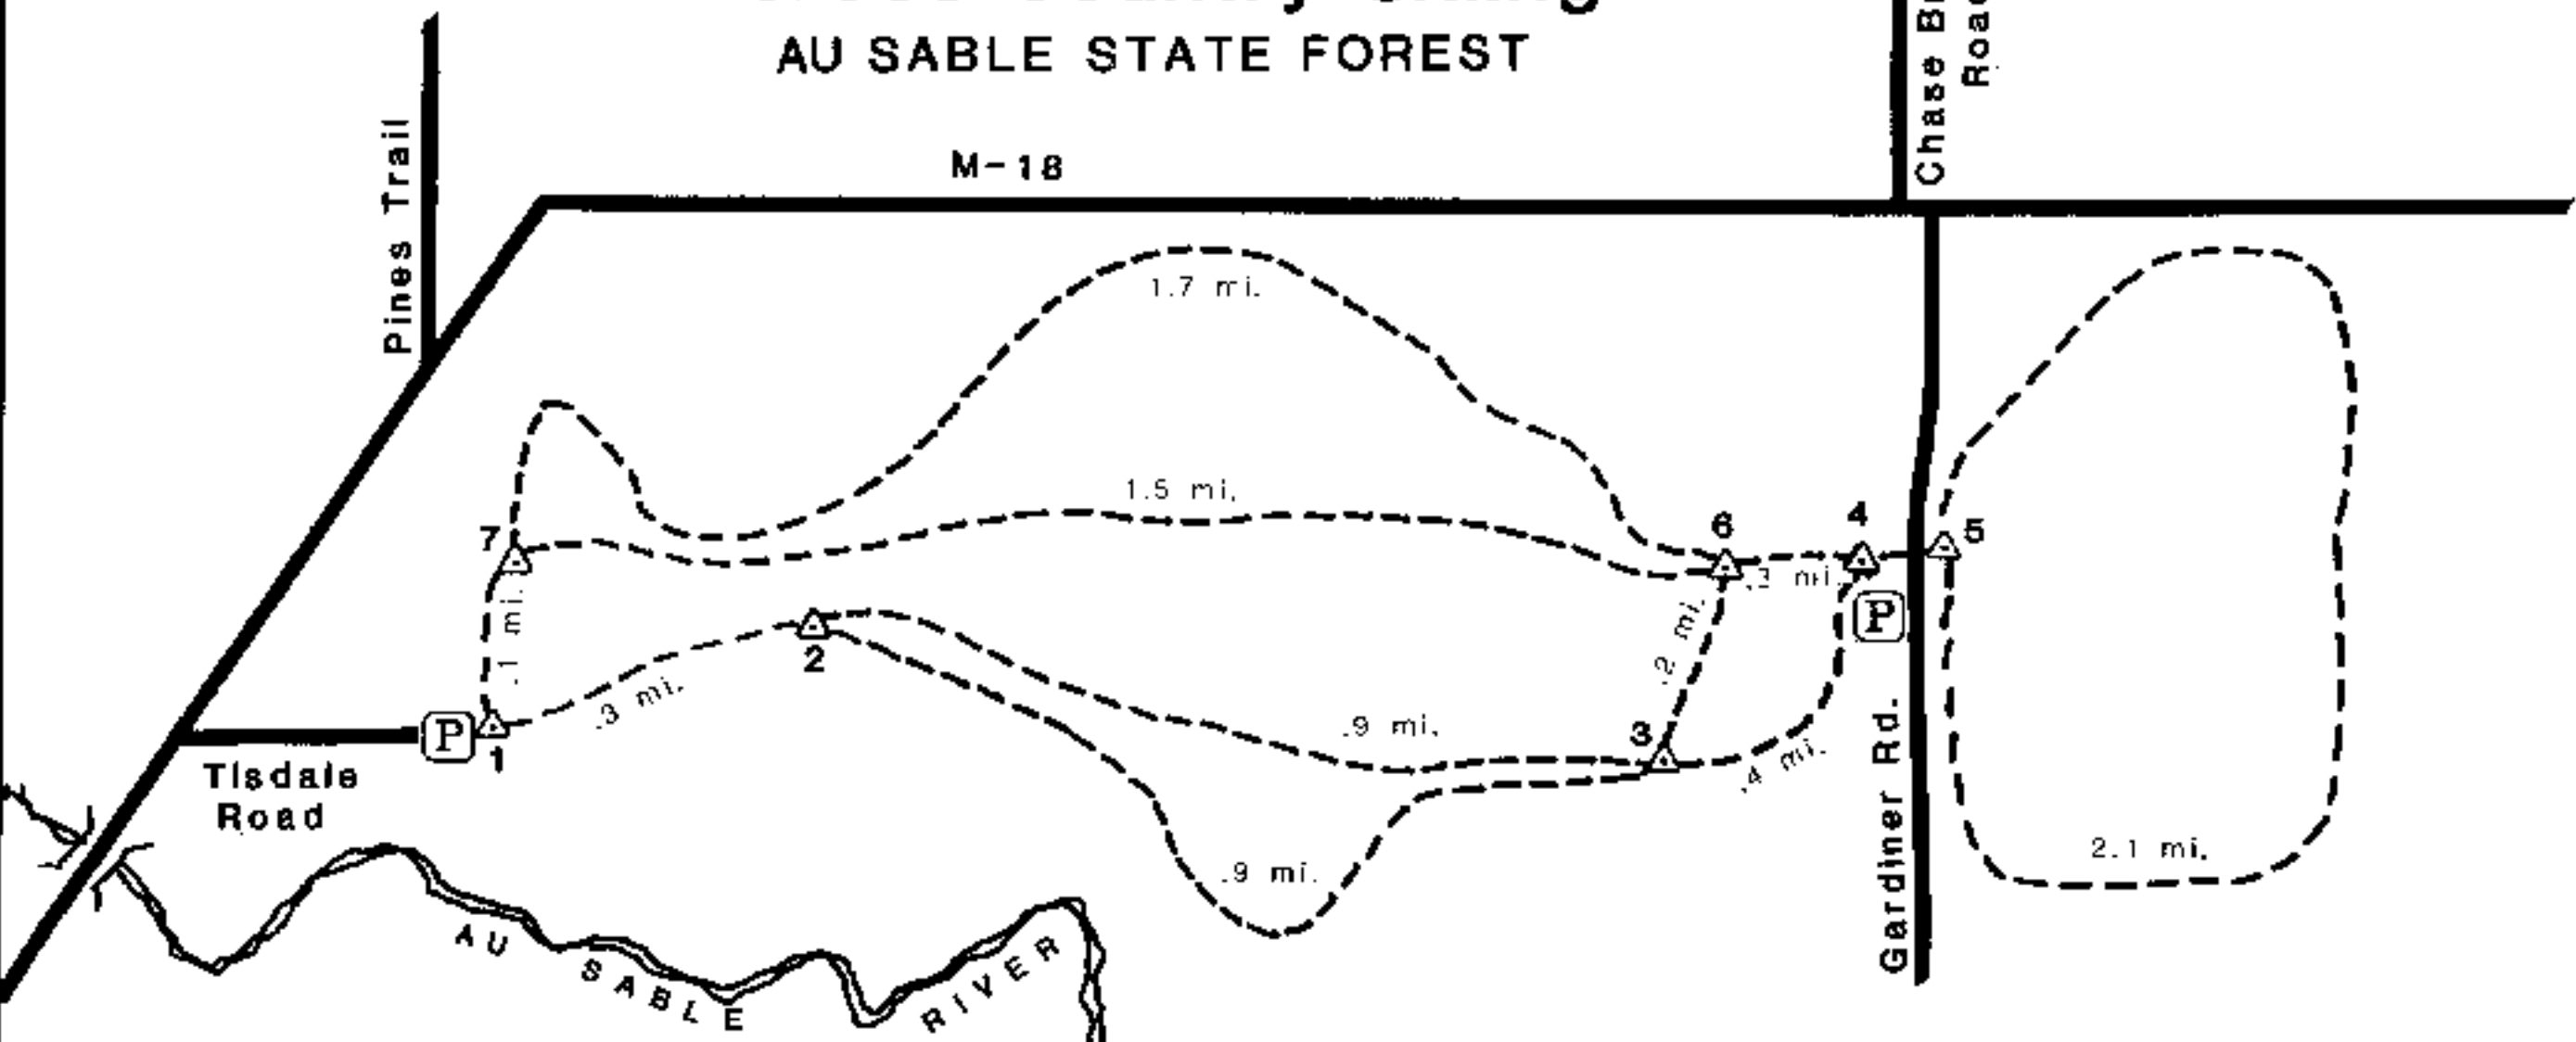 AU SABLE STATE FOREST
Chase
Pines Trail
M-18
1.7 mi.
1.5 mi.
7
6
4
5
.1 mi.
.3 mi.
P
2
.2 mi.
.3 mi.
.9 mi.
3
.4 mi.
P
1
Tisdale
Road
.9 mi.
2.1 mi.
Gardiner Rd.
AU SABLE RIVER